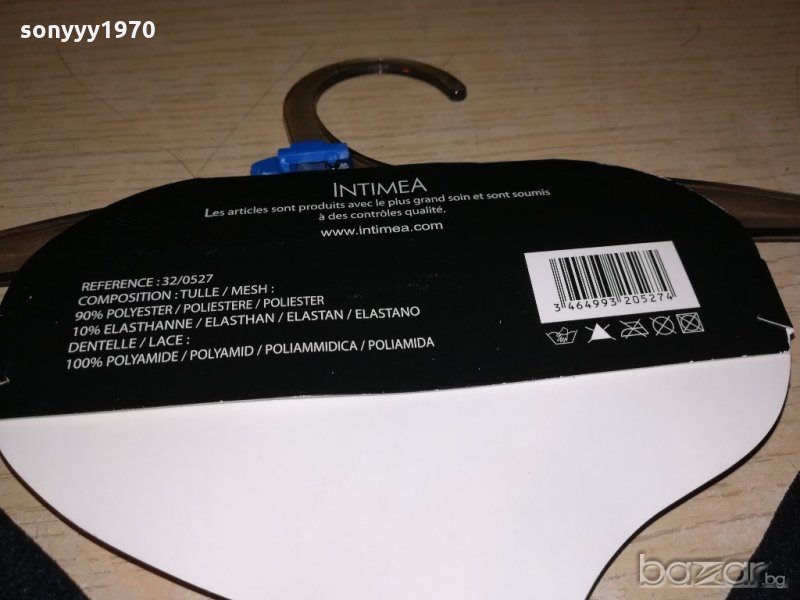 sonyyy1970
INTIMEA
Les articles sont produits avec le plus grand soin et sont soumis
à des contrôles qualité.
www.intimea.com
REFERENCE : 32/0527
COMPOSITION : TULLE / MESH :
90% POLYESTER / POLIESTERE / POLIESTER
10% ELASTHANNE / ELASTHAN / ELASTAN / ELASTANO
DENTELLE / LACE :
100% POLYAMIDE / POLYAMID / POLIAMMIDICA / POLIAMIDA
3 464993 205274
bazar.bg